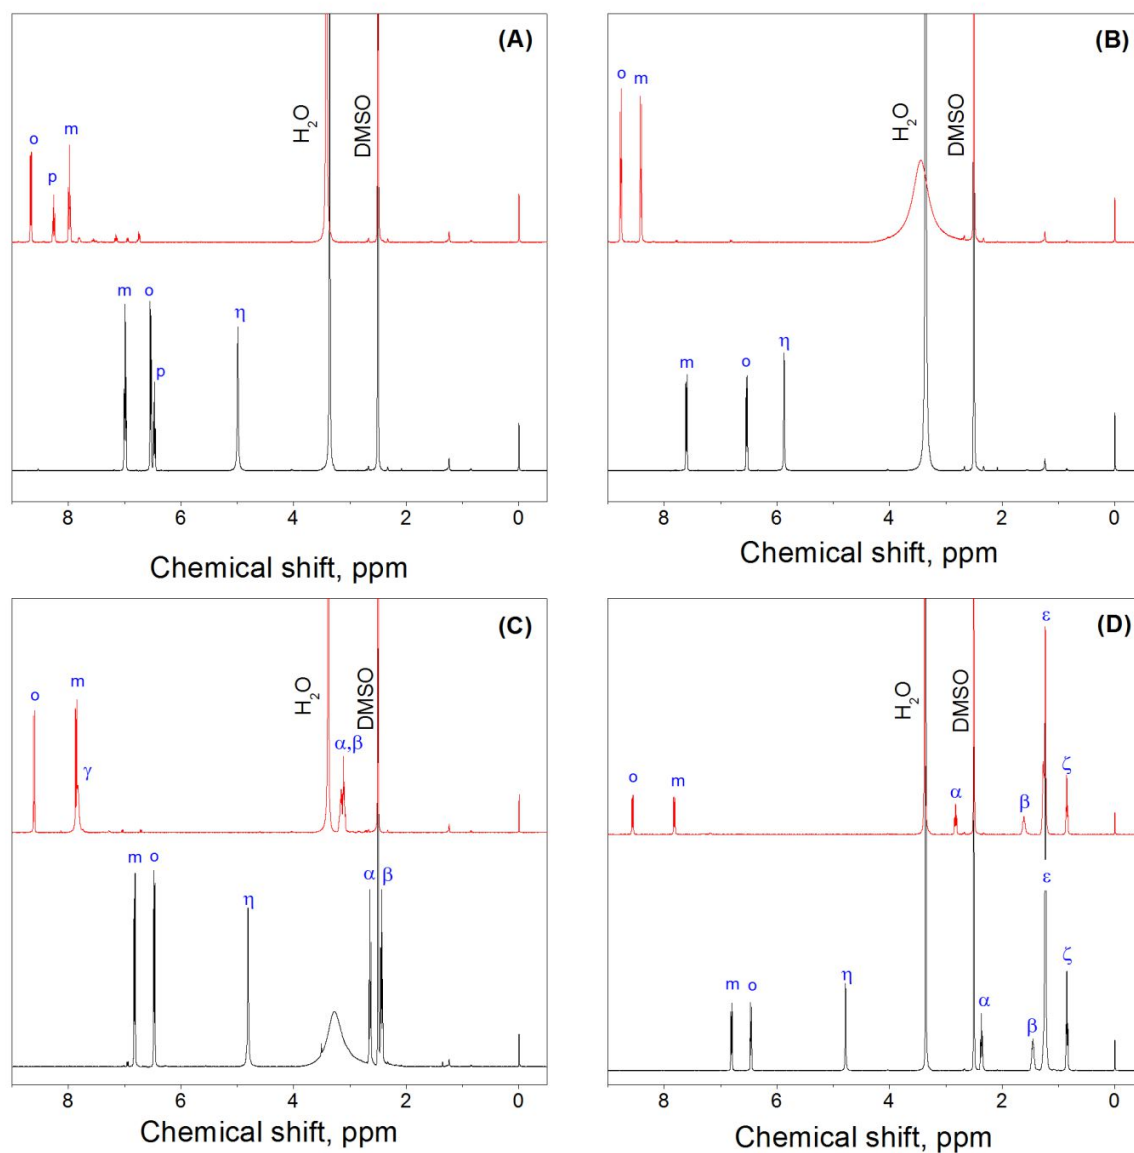 (A)
H₂O
DMSO
o
p
m
m
o
p
η
8 6 4 2 0
Chemical shift, ppm
(B)
H₂O
DMSO
o
m
m
o
η
8 6 4 2 0
Chemical shift, ppm
(C)
H₂O
DMSO
o
m
γ
α,β
m
o
η
α
β
8 6 4 2 0
Chemical shift, ppm
(D)
H₂O
DMSO
ε
o
m
α
β
ζ
ε
m
o
η
α
β
ζ
8 6 4 2 0
Chemical shift, ppm